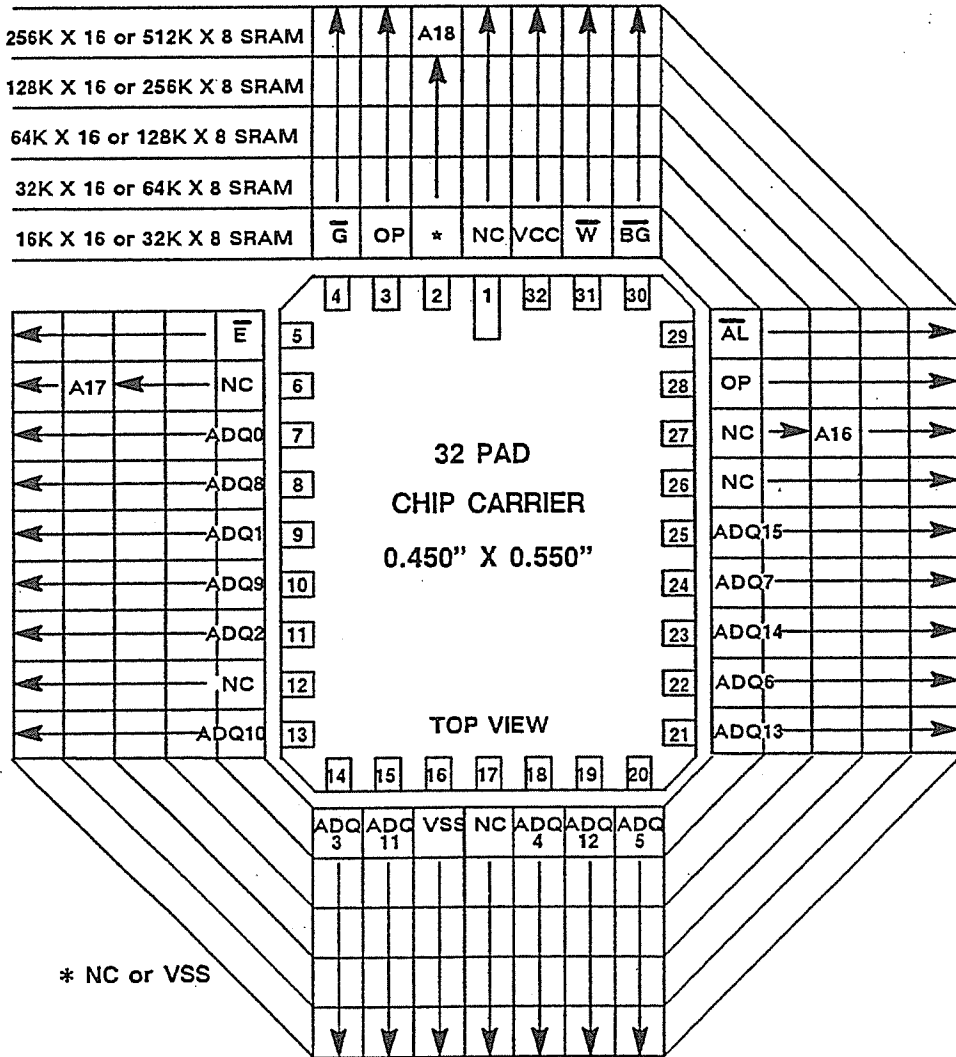 256K X 16 or 512K X 8 SRAM
A18
128K X 16 or 256K X 8 SRAM
64K X 16 or 128K X 8 SRAM
32K X 16 or 64K X 8 SRAM
16K X 16 or 32K X 8 SRAM
G̅ OP * NC VCC W̅ B̅G̅
4 3 2 1 32 31 30
E̅ 5
A17 NC 6
ADQ0 7
ADQ8 8
ADQ1 9
ADQ9 10
ADQ2 11
NC 12
ADQ10 13
32 PAD
CHIP CARRIER
0.450" X 0.550"
TOP VIEW
29 A̅L̅
28 OP
27 NC A16
26 NC
25 ADQ15
24 ADQ7
23 ADQ14
22 ADQ6
21 ADQ13
14 15 16 17 18 19 20
ADQ ADQ VSS NC ADQ ADQ ADQ
3 11 4 12 5
* NC or VSS